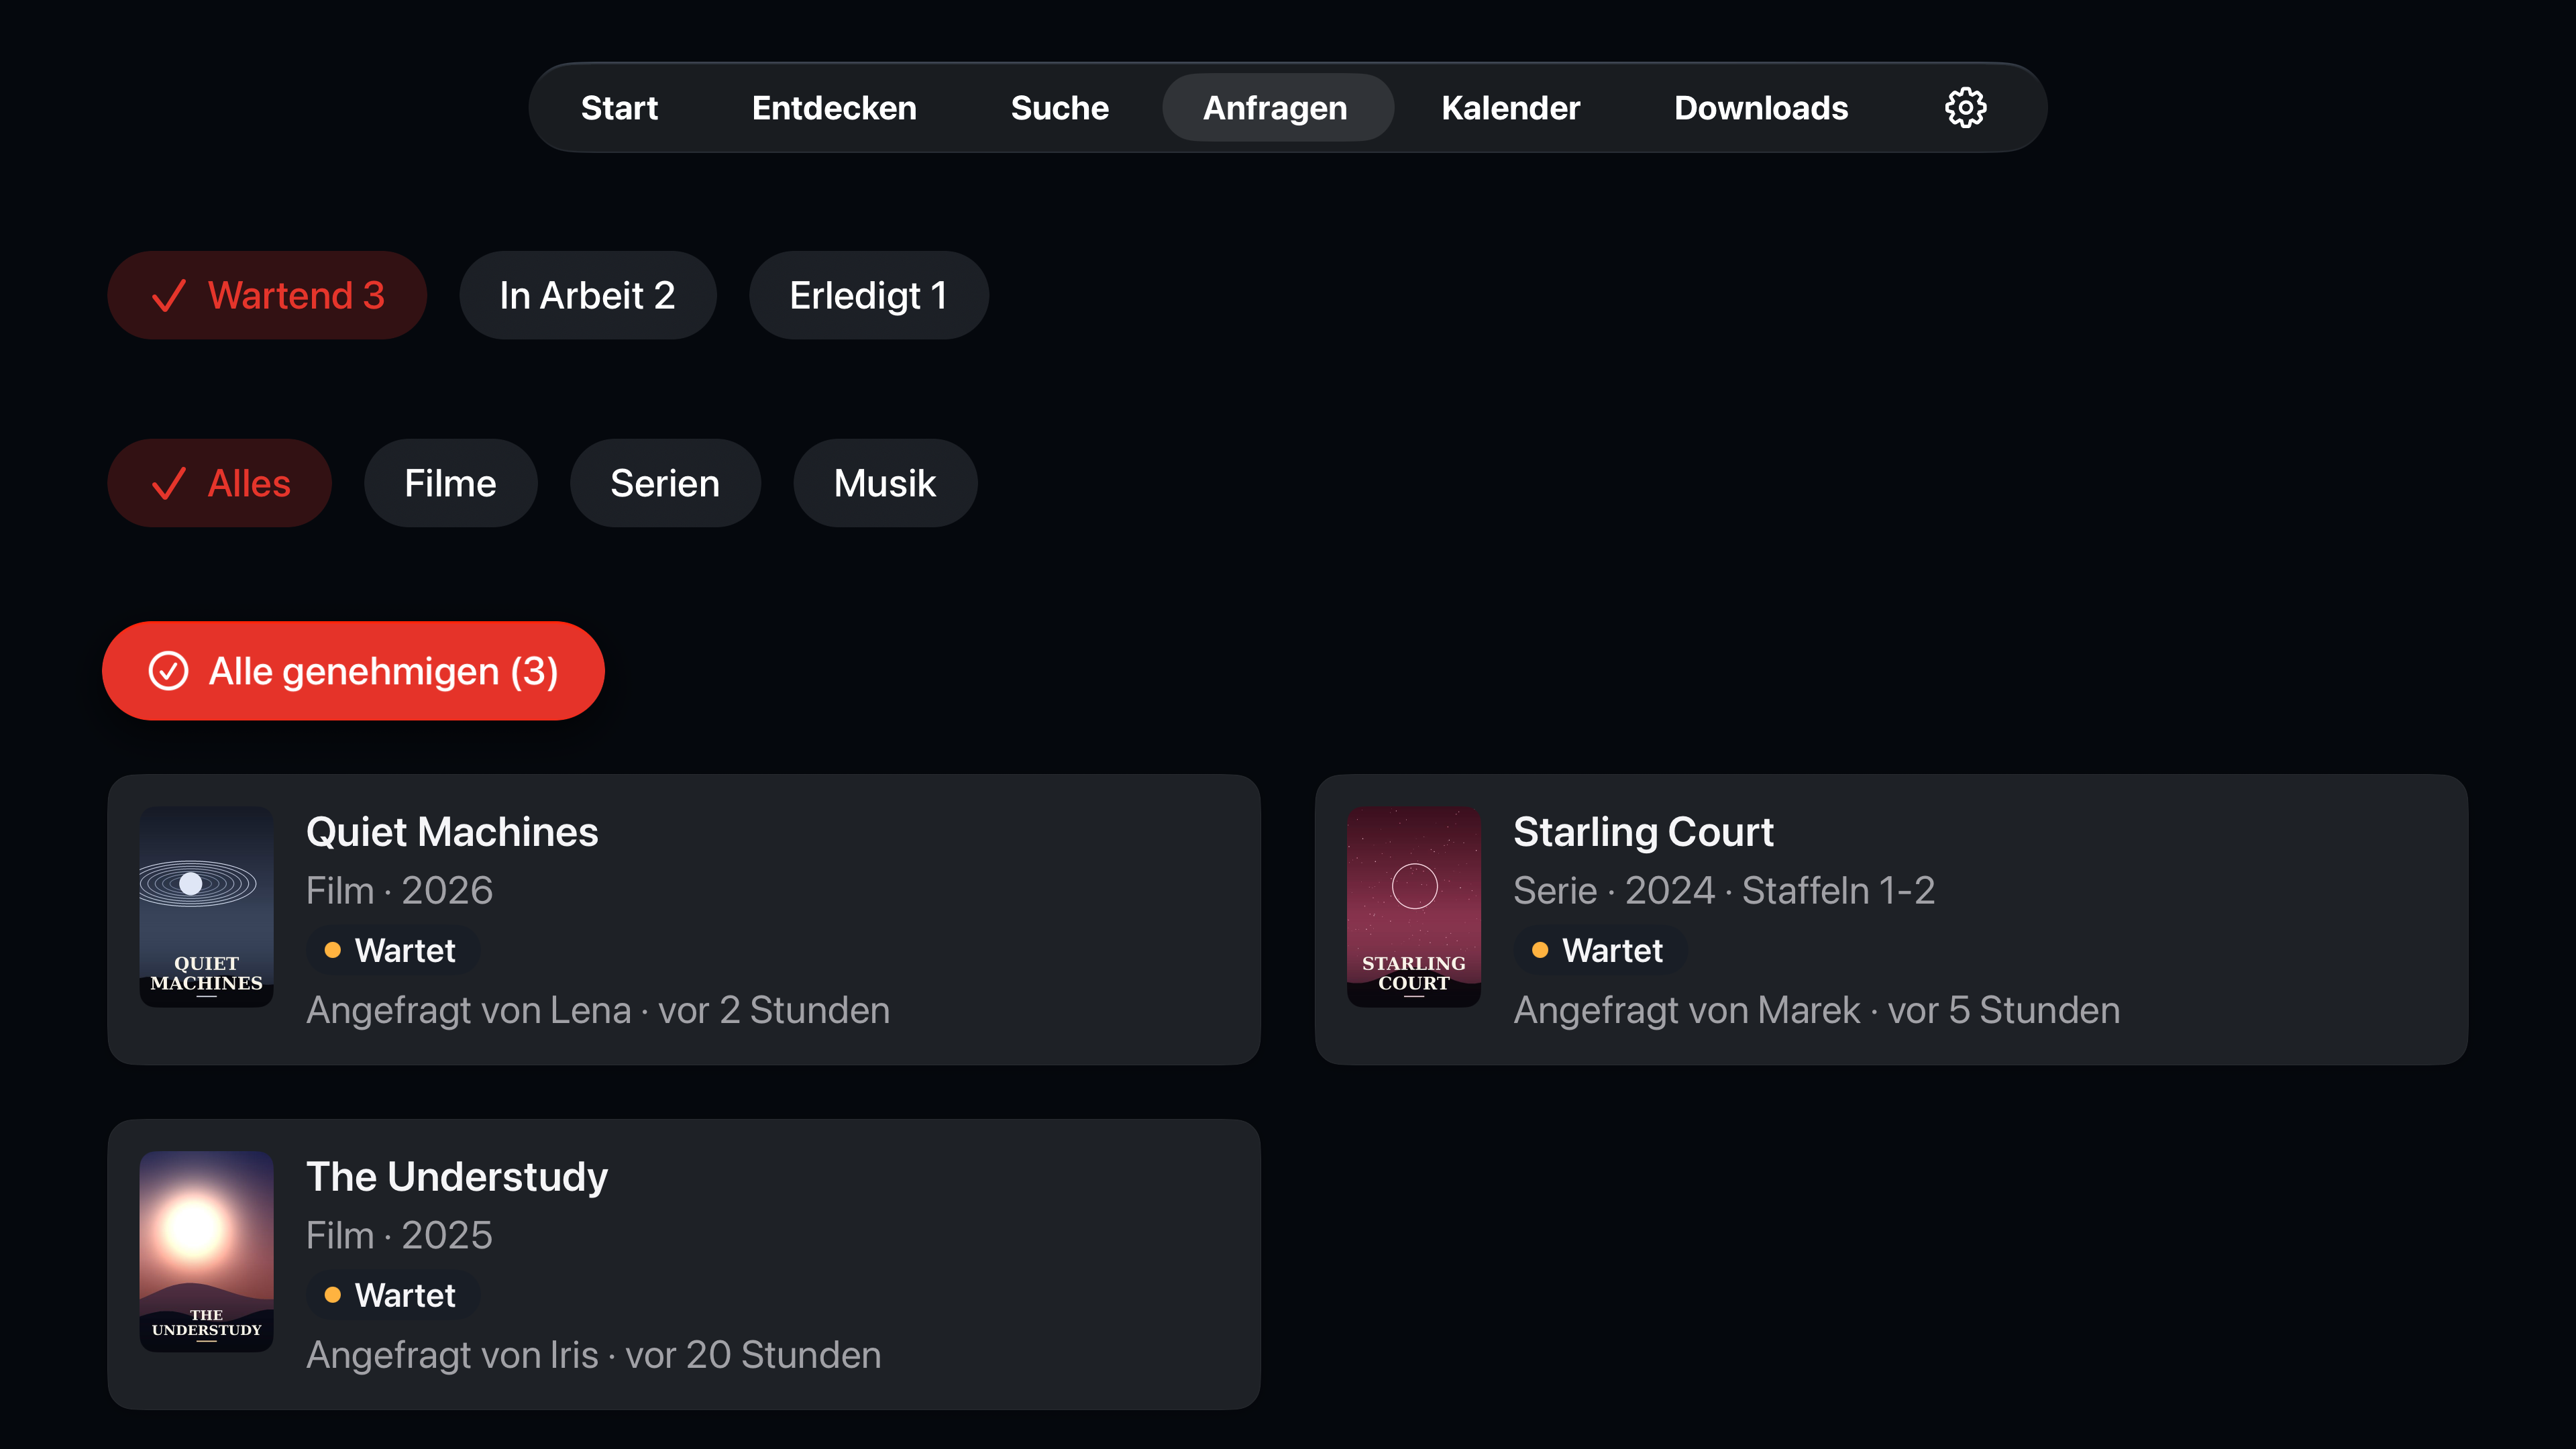 Start Entdecken Suche Anfragen Kalender Downloads
Wartend 3 In Arbeit 2 Erledigt 1
Alles Filme Serien Musik
Alle genehmigen (3)
QUIET
MACHINES
Quiet Machines
Film · 2026
Wartet
Angefragt von Lena · vor 2 Stunden
STARLING
COURT
Starling Court
Serie · 2024 · Staffeln 1-2
Wartet
Angefragt von Marek · vor 5 Stunden
THE
UNDERSTUDY
The Understudy
Film · 2025
Wartet
Angefragt von Iris · vor 20 Stunden